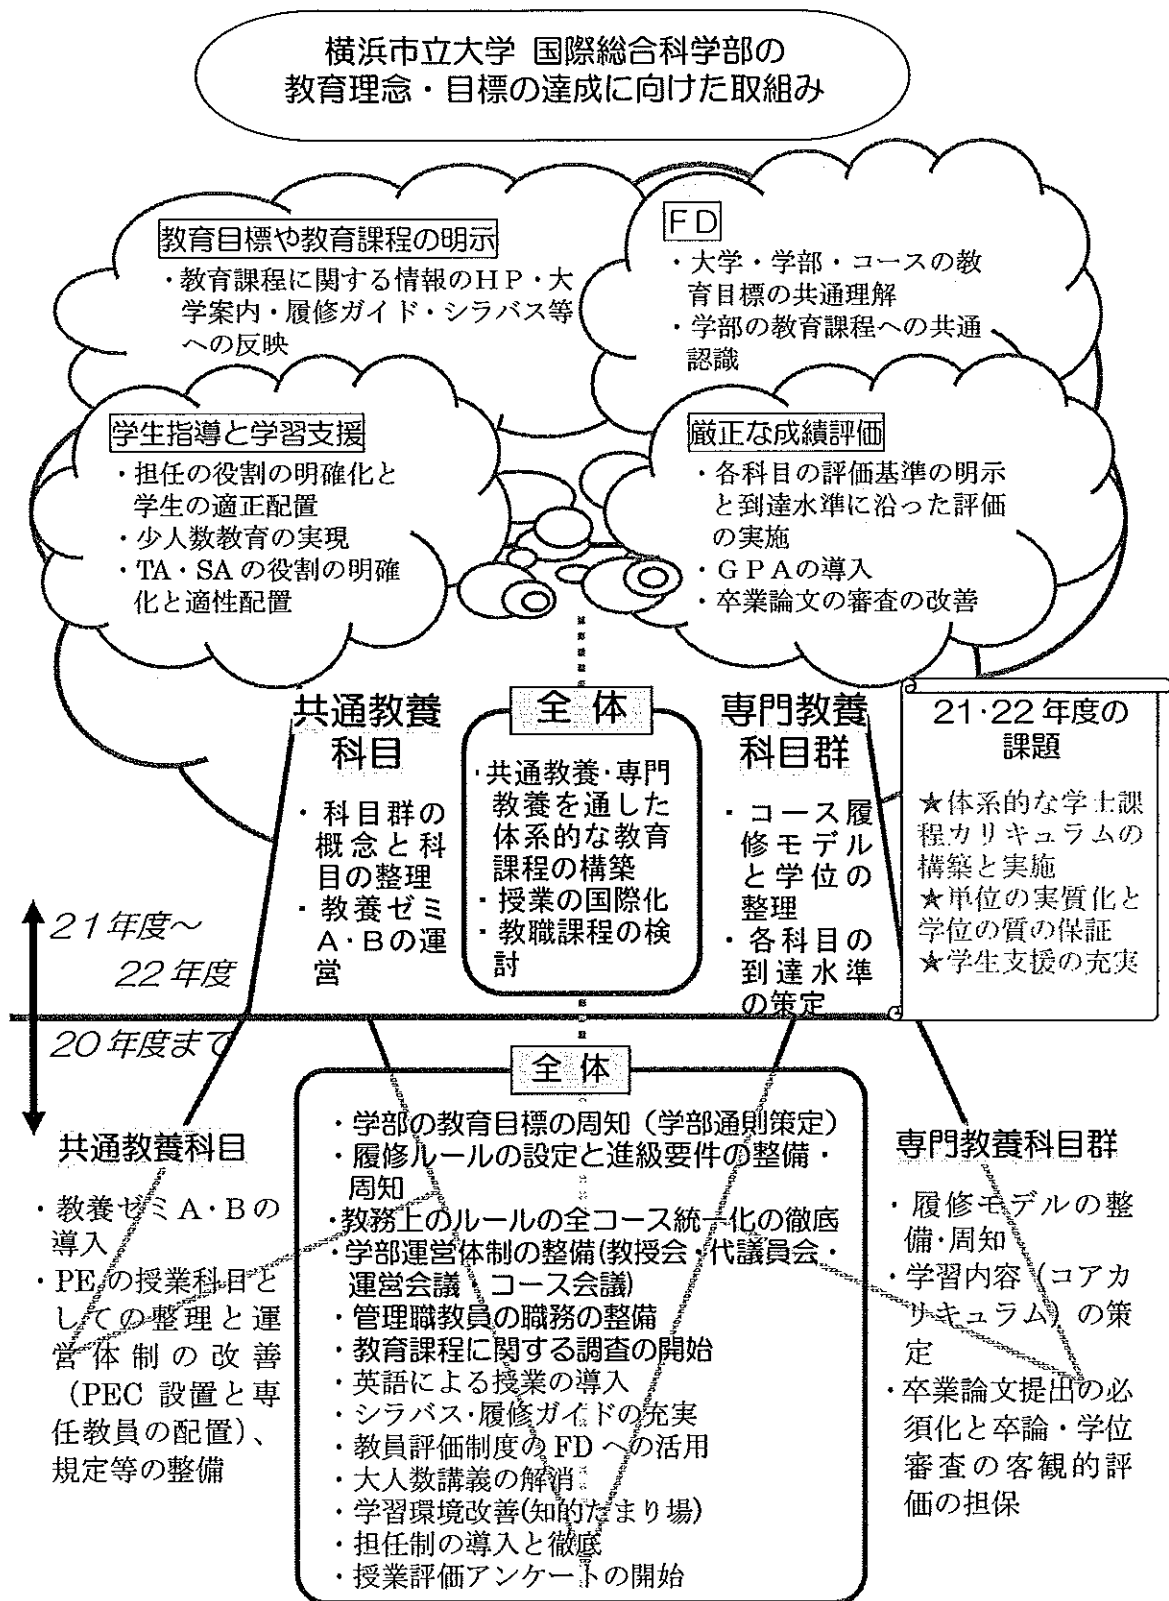 横浜市立大学 国際総合科学部の
教育理念・目標の達成に向けた取組み
教育目標や教育課程の明示
・教育課程に関する情報のＨＰ・大
学案内・履修ガイド・シラバス等
への反映
ＦＤ
・大学・学部・コースの教
育目標の共通理解
・学部の教育課程への共通
認識
学生指導と学習支援
・担任の役割の明確化と
学生の適正配置
・少人数教育の実現
・TA・SA の役割の明確
化と適性配置
厳正な成績評価
・各科目の評価基準の明示
と到達水準に沿った評価
の実施
・ＧＰＡの導入
・卒業論文の審査の改善
共通教養
科目
・科目群の
概念と科
目の整理
・教養ゼミ
A・B の運
営
全 体
・共通教養・専門
教養を通した
体系的な教育
課程の構築
・授業の国際化
・教職課程の検
討
専門教養
科目群
・コース履
修モデル
と学位の
整理
・各科目の
到達水準
の策定
21・22 年度の
課題
★体系的な学士課
程カリキュラムの
構築と実施
★単位の実質化と
学位の質の保証
★学生支援の充実
21 年度～
22 年度
20 年度まで
共通教養科目
・教養ゼミ A・B の
導入
・PE の授業科目と
しての整理と運
営体制の改善
（PEC 設置と専
任教員の配置）、
規定等の整備
全 体
・学部の教育目標の周知（学部通則策定）
・履修ルールの設定と進級要件の整備・
周知
・教務上のルールの全コース統一化の徹底
・学部運営体制の整備(教授会・代議員会・
運営会議・コース会議)
・管理職教員の職務の整備
・教育課程に関する調査の開始
・英語による授業の導入
・シラバス・履修ガイドの充実
・教員評価制度の FD への活用
・大人数講義の解消
・学習環境改善(知的たまり場)
・担任制の導入と徹底
・授業評価アンケートの開始
専門教養科目群
・履修モデルの整
備・周知
・学習内容（コアカ
リキュラム）の策
定
・卒業論文提出の必
須化と卒論・学位
審査の客観的評
価の担保